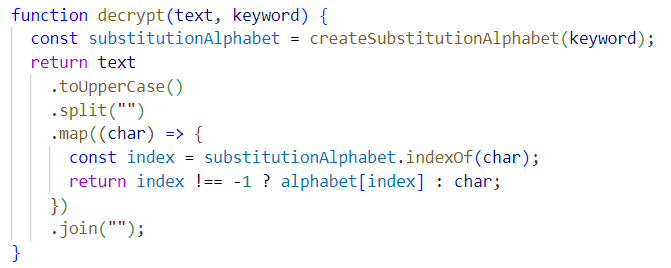 function decrypt(text, keyword) {
  const substitutionAlphabet = createSubstitutionAlphabet(keyword);
  return text
    .toUpperCase()
    .split("")
    .map((char) => {
      const index = substitutionAlphabet.indexOf(char);
      return index !== -1 ? alphabet[index] : char;
    })
    .join("");
}